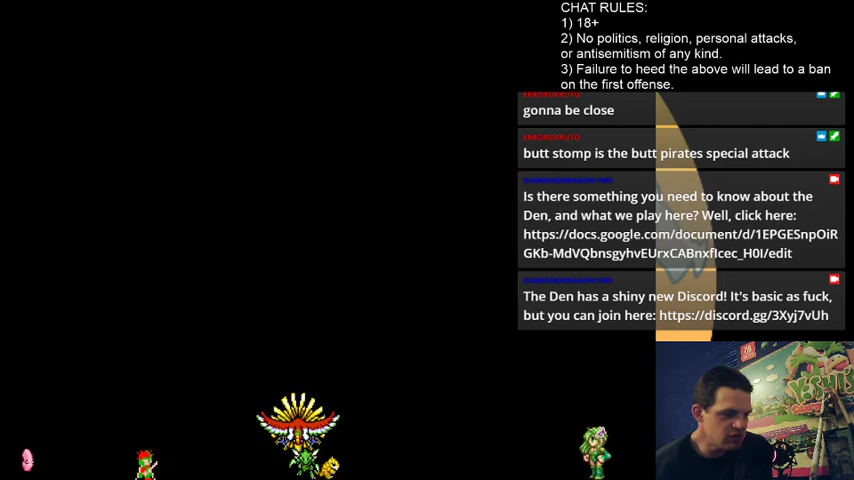 CHAT RULES:
1) 18+
2) No politics, religion, personal attacks,
or antisemitism of any kind.
3) Failure to heed the above will lead to a ban
on the first offense.
ERRORDEFRUTO
gonna be close
ERRORDEFRUTO
butt stomp is the butt pirates special attack
Is there something you need to know about the
Den, and what we play here? Well, click here:
https://docs.google.com/document/d/1EPGESnpOiR
GKb-MdVQbnsgyhvEUrxCABnxfIcec_H0I/edit
The Den has a shiny new Discord! It's basic as fuck,
but you can join here: https://discord.gg/3Xyj7vUh
YOSHI'S